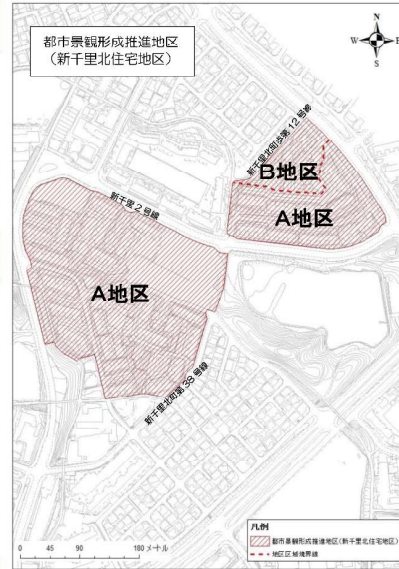 都市景観形成推進地区
（新千里北住宅地区）
N
W
E
S
新千里北町歩第12号線
B地区
A地区
新千里2号線
A地区
新千里北町第38号線
凡例
都市景観形成推進地区(新千里北住宅地区)
地区区域境界線
0 45 90 180 メートル